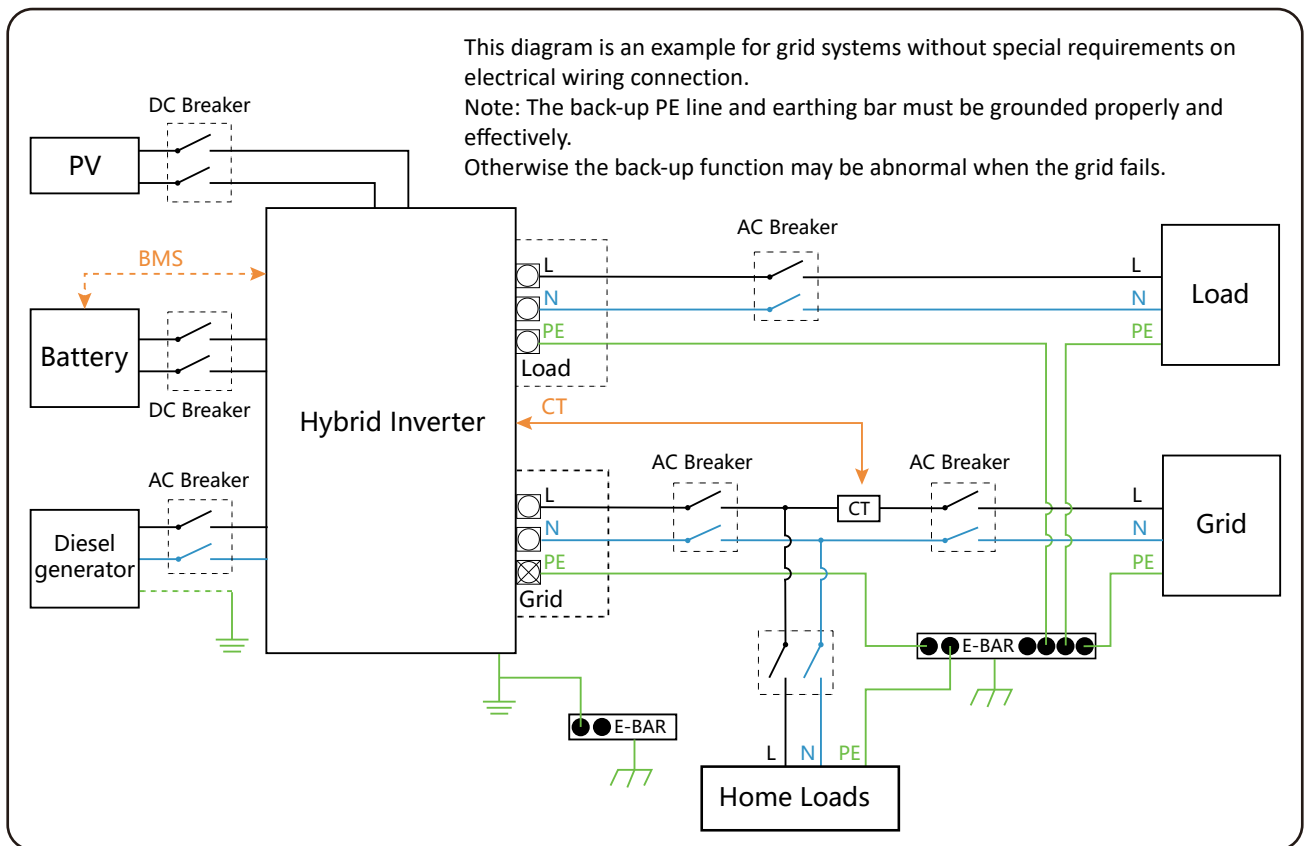 This diagram is an example for grid systems without special requirements on
electrical wiring connection.
Note: The back-up PE line and earthing bar must be grounded properly and
effectively.
Otherwise the back-up function may be abnormal when the grid fails.
DC Breaker
PV
BMS
Battery
DC Breaker
AC Breaker
Diesel
generator
Hybrid Inverter
L
N
PE
Load
AC Breaker
L
N
PE
Load
CT
L
N
PE
Grid
AC Breaker
CT
AC Breaker
L
N
PE
Grid
E-BAR
E-BAR
L
N
PE
Home Loads